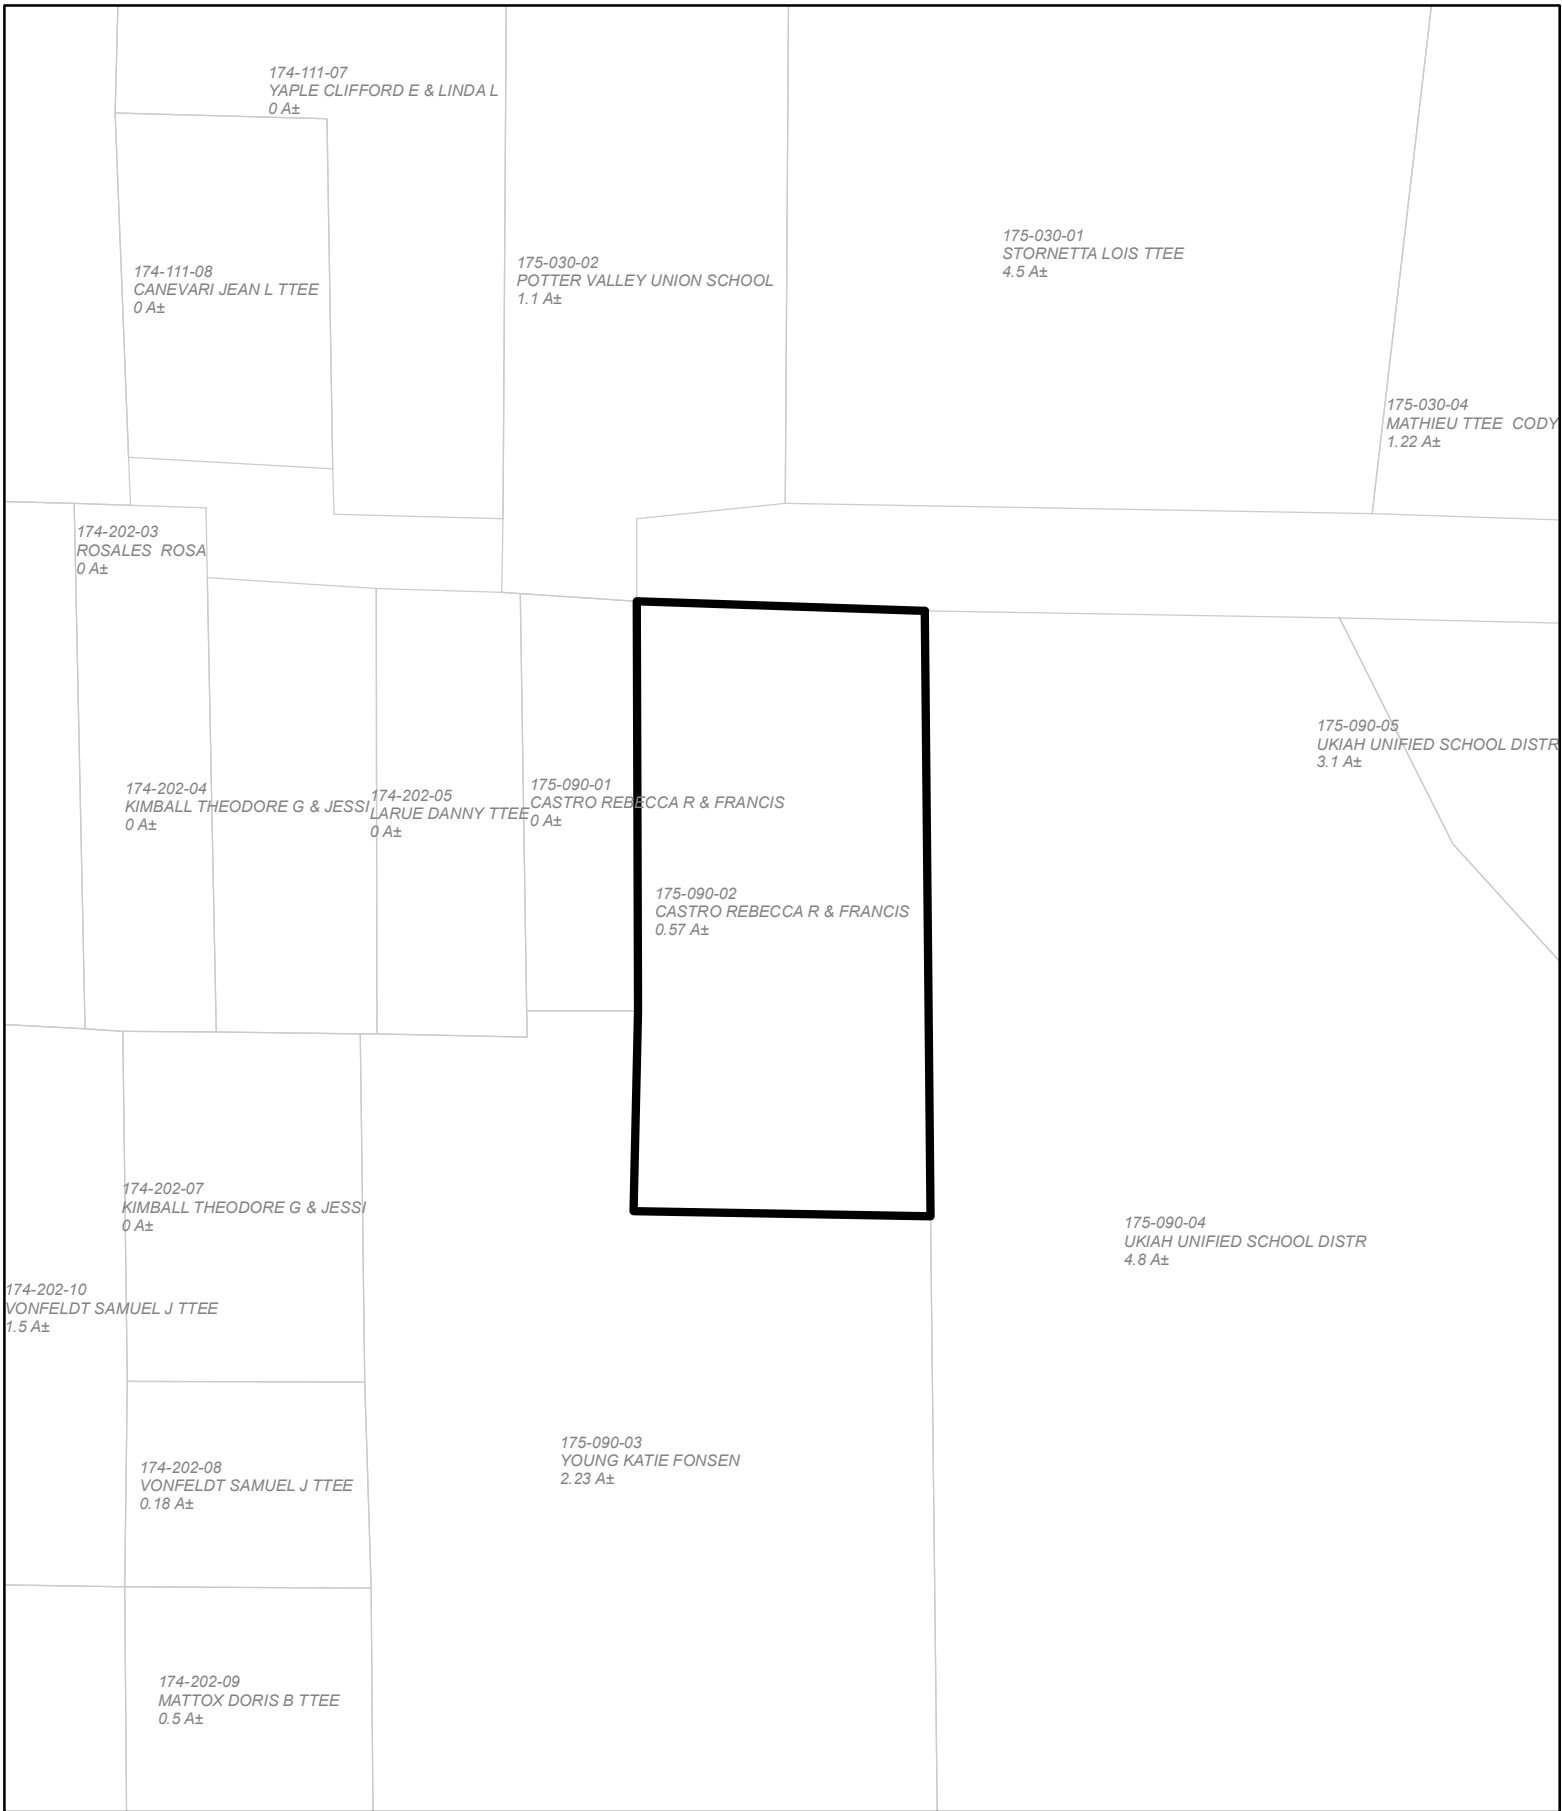 174-111-07
YAPLE CLIFFORD E & LINDA L
0 A±
175-030-01
STORNETTA LOIS TTEE
4.5 A±
175-030-02
POTTER VALLEY UNION SCHOOL
1.1 A±
174-111-08
CANEVARI JEAN L TTEE
0 A±
175-030-04
MATHIEU TTEE  CODY
1.22 A±
174-202-03
ROSALES  ROSA
0 A±
175-090-05
UKIAH UNIFIED SCHOOL DISTR
3.1 A±
174-202-04
KIMBALL THEODORE G & JESSI
0 A±
174-202-05
LARUE DANNY TTEE
0 A±
175-090-01
CASTRO REBECCA R & FRANCIS
0 A±
175-090-02
CASTRO REBECCA R & FRANCIS
0.57 A±
174-202-07
KIMBALL THEODORE G & JESSI
0 A±
175-090-04
UKIAH UNIFIED SCHOOL DISTR
4.8 A±
174-202-10
VONFELDT SAMUEL J TTEE
1.5 A±
175-090-03
YOUNG KATIE FONSEN
2.23 A±
174-202-08
VONFELDT SAMUEL J TTEE
0.18 A±
174-202-09
MATTOX DORIS B TTEE
0.5 A±